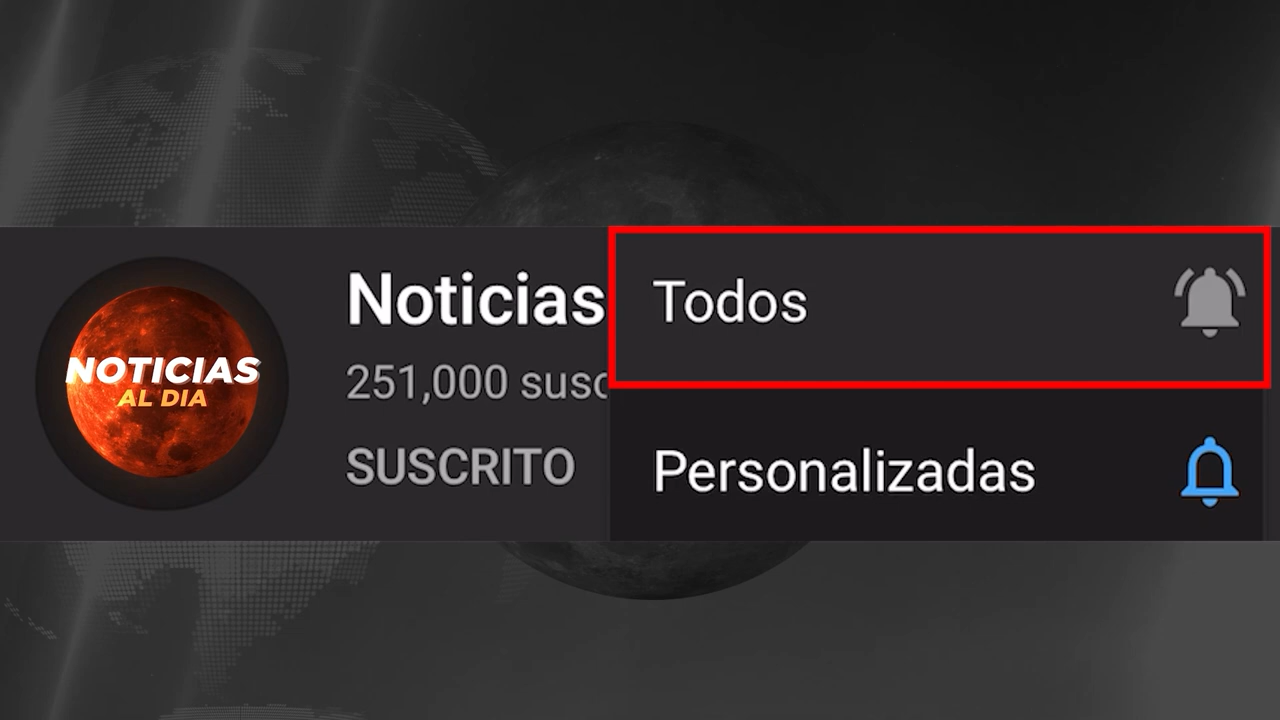 NOTICIAS
AL DIA
Noticias
251,000 susc
SUSCRITO
Todos
Personalizadas